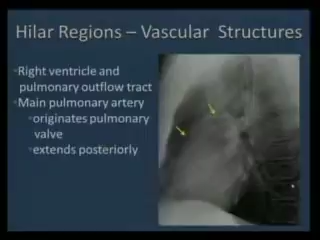 Hilar Regions – Vascular Structures
•Right ventricle and
pulmonary outflow tract
•Main pulmonary artery
•originates pulmonary
valve
•extends posteriorly